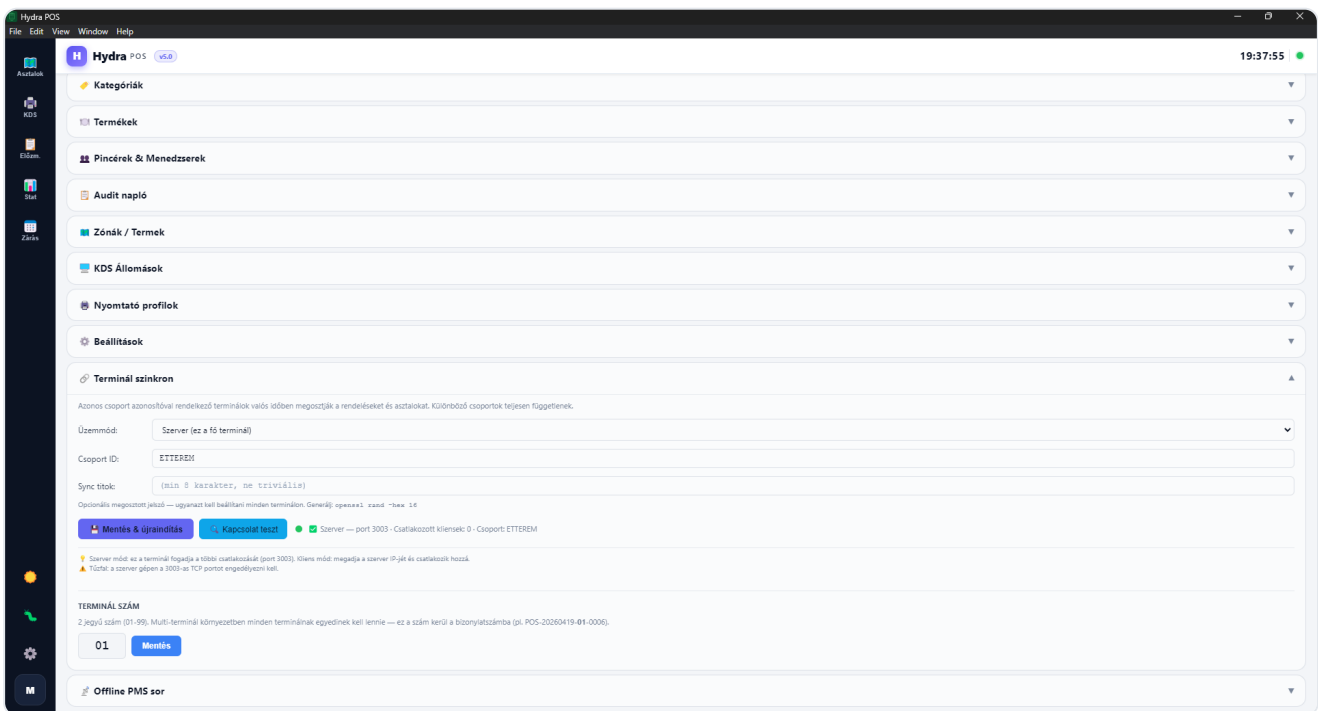 Hydra POS
File Edit View Window Help
H Hydra POS v5.0
19:37:55
Asztalok
KDS
Előzm.
Stat
Zárás
M
Kategóriák
Termékek
Pincérek & Menedzserek
Audit napló
Zónák / Termek
KDS Állomások
Nyomtató profilok
Beállítások
Terminál szinkron
Azonos csoport azonosítóval rendelkező terminálok valós időben megosztják a rendeléseket és asztalokat. Különböző csoportok teljesen függetlenek.
Üzemmód: Szerver (ez a fő terminál)
Csoport ID: ETTEREM
Sync titok: (min 8 karakter, ne triviális)
Opcionális megosztott jelszó — ugyanazt kell beállítani minden terminálon. Generálj: openssl rand -hex 16
Mentés & újraindítás Kapcsolat teszt Szerver — port 3003 · Csatlakozott kliensek: 0 · Csoport: ETTEREM
Szerver mód: ez a terminál fogadja a többi csatlakozását (port 3003). Kliens mód: megadja a szerver IP-jét és csatlakozik hozzá.
Tűzfal: a szerver gépen a 3003-as TCP portot engedélyezni kell.
TERMINÁL SZÁM
2 jegyű szám (01-99). Multi-terminál környezetben minden terminálnak egyedinek kell lennie — ez a szám kerül a bizonylatszámba (pl. POS-20260419-01-0006).
01 Mentés
Offline PMS sor